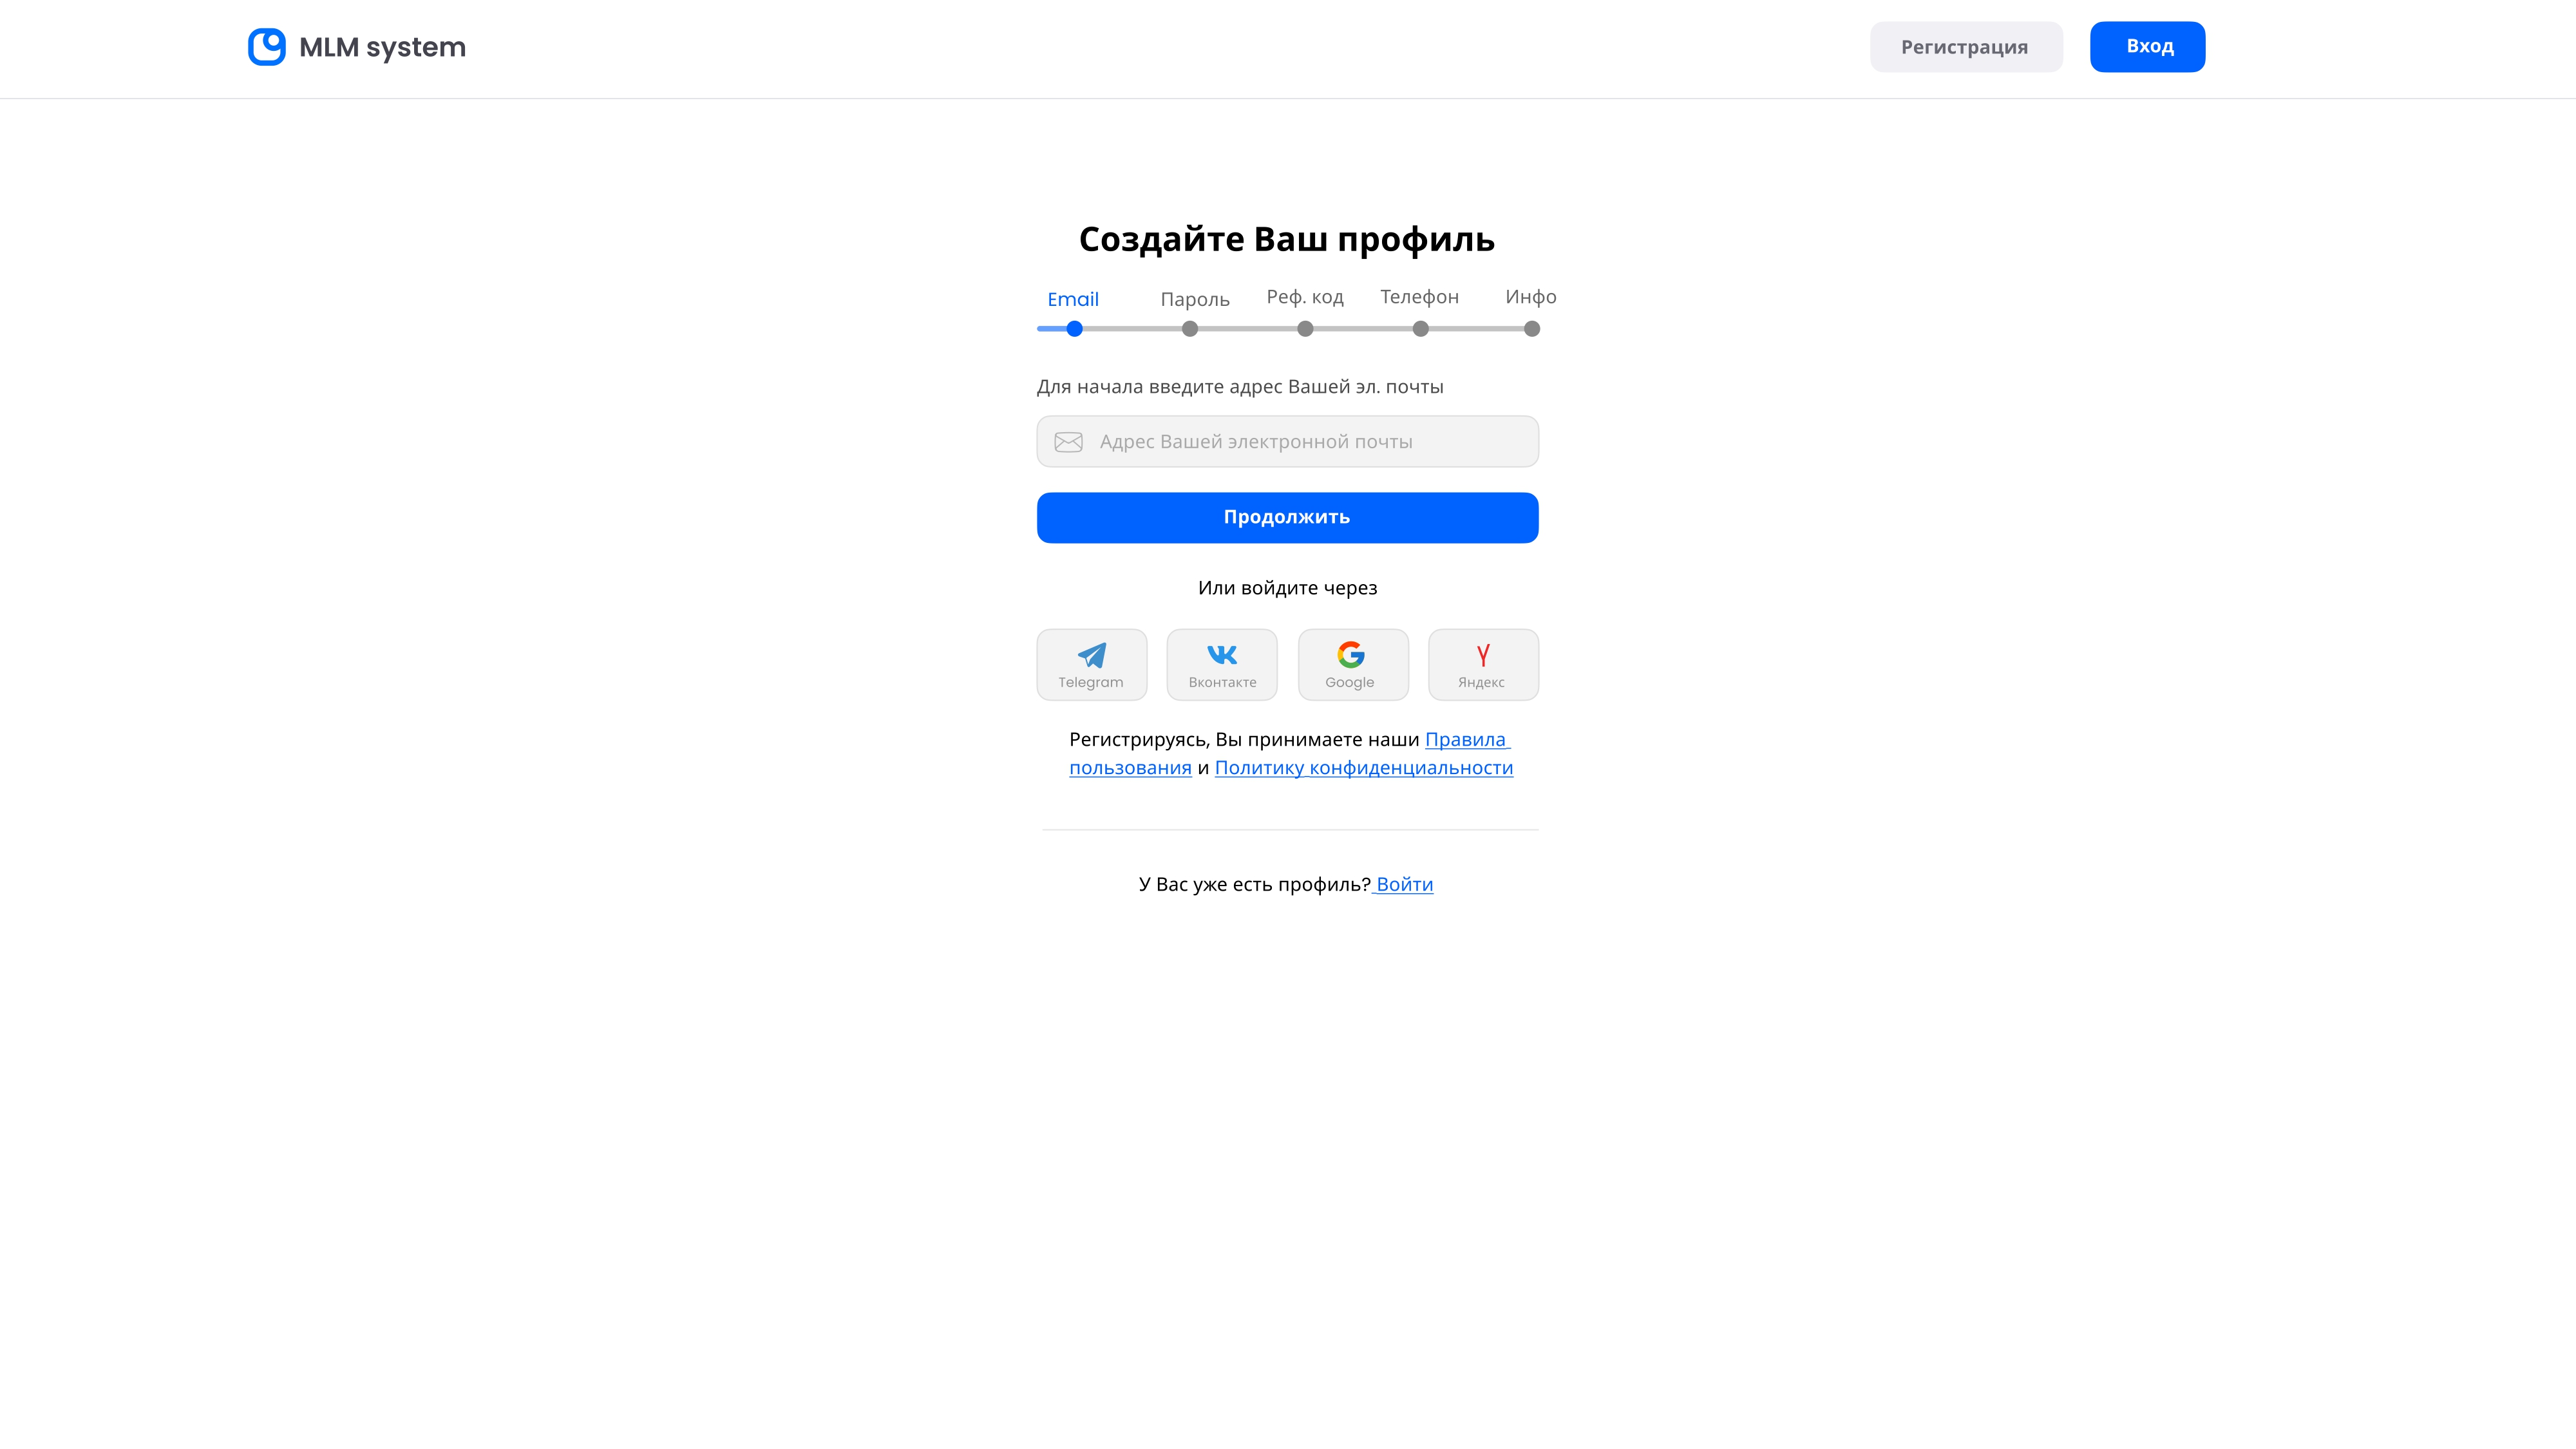 MLM system
Регистрация
Вход
Создайте Ваш профиль
Email
Пароль
Реф. код
Телефон
Инфо
Для начала введите адрес Вашей эл. почты
Адрес Вашей электронной почты
Продолжить
Или войдите через
Telegram
Вконтакте
Google
Яндекс
Регистрируясь, Вы принимаете наши Правила
пользования и Политику конфиденциальности
У Вас уже есть профиль? Войти